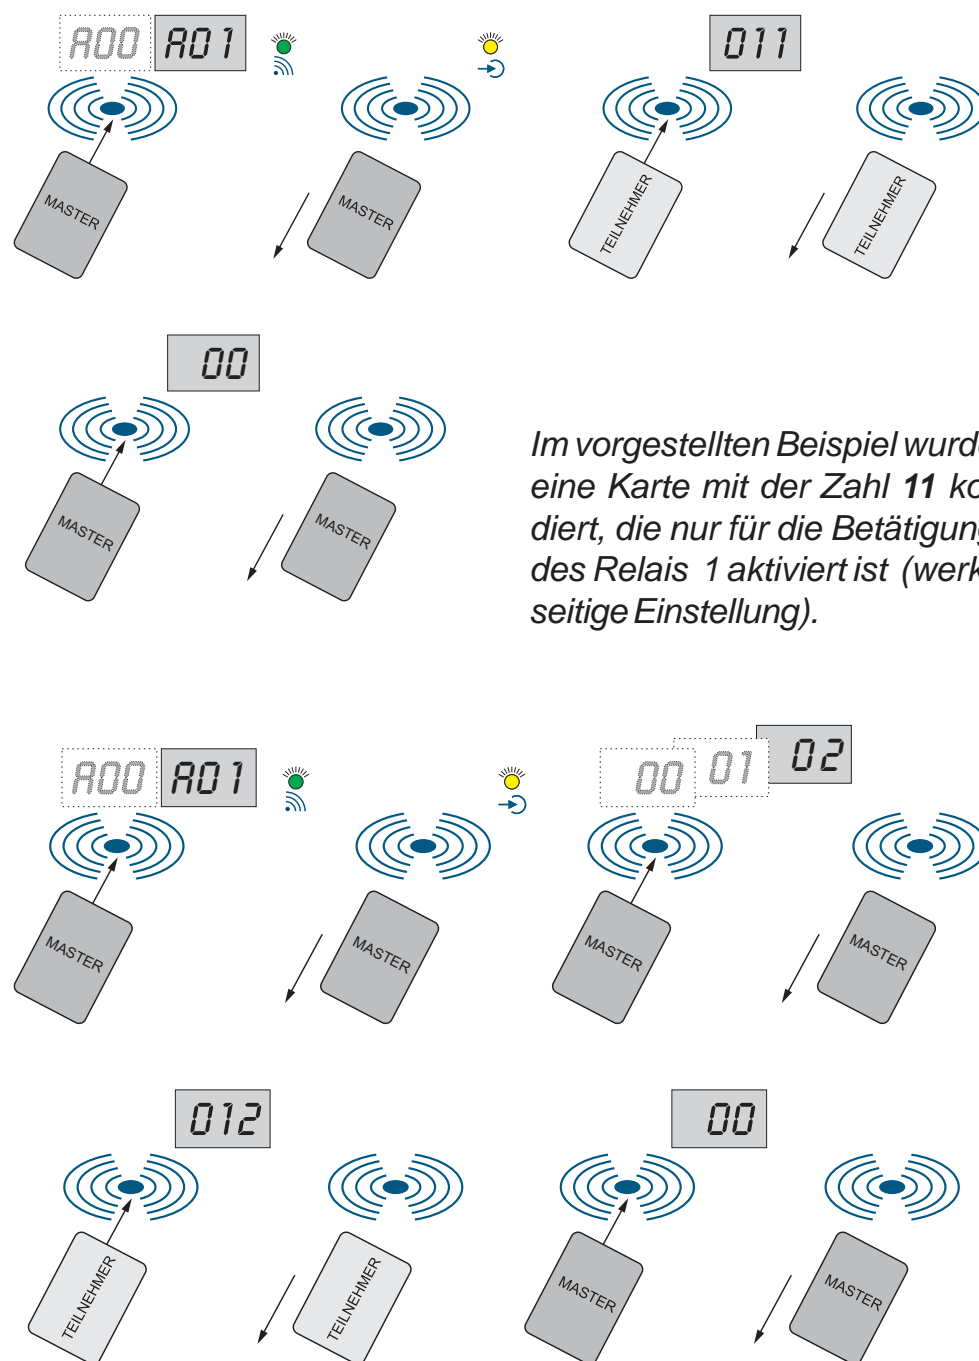 A00 A01
011
MASTER
MASTER
TEILNEHMER
TEILNEHMER
00
MASTER
MASTER
Im vorgestellten Beispiel wurde
eine Karte mit der Zahl 11 ko-
diert, die nur für die Betätigung
des Relais 1 aktiviert ist (werk-
seitige Einstellung).
A00 A01
00 01 02
MASTER
MASTER
MASTER
MASTER
012
00
TEILNEHMER
TEILNEHMER
MASTER
MASTER